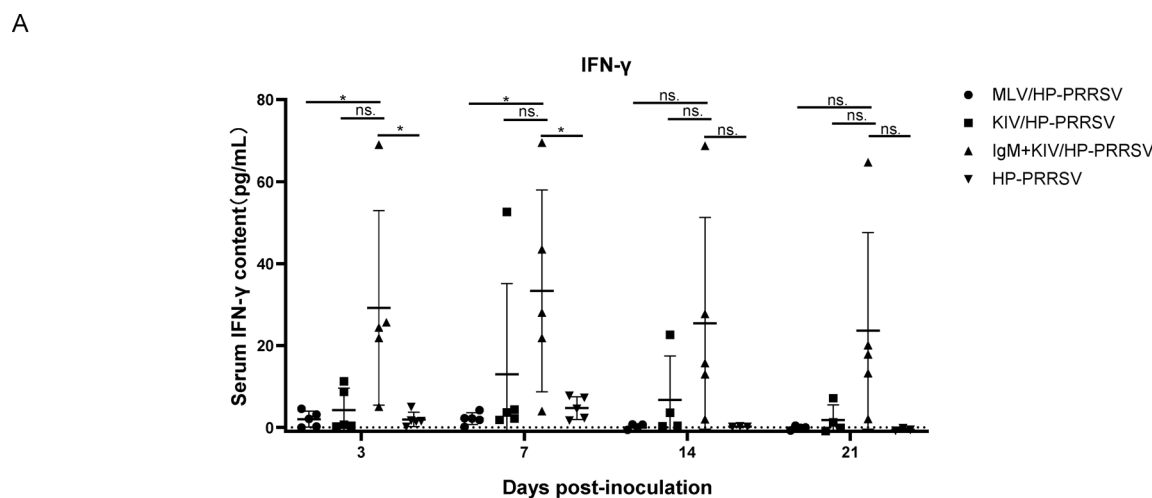 A
IFN-γ
Serum IFN-γ content(pg/mL)
80
60
40
20
0
* ns. *
* ns. *
ns. ns. ns.
ns. ns. ns.
3 7 14 21
Days post-inoculation
MLV/HP-PRRSV
KIV/HP-PRRSV
IgM+KIV/HP-PRRSV
HP-PRRSV